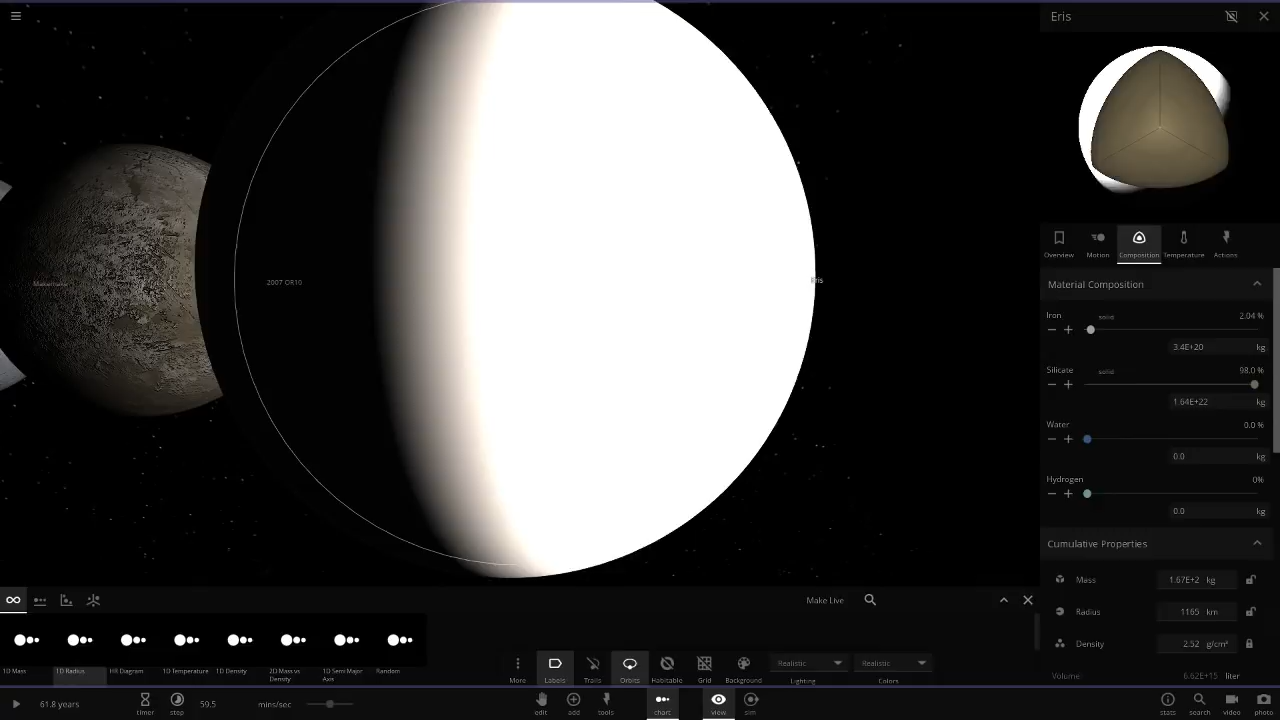 Eris
Overview
Motion
Composition
Temperature
Actions
Material Composition
Iron
solid
2.04 %
3.4E+20 kg
Silicate
solid
98.0 %
1.64E+22 kg
Water
0.0 %
0.0 kg
Hydrogen
0%
0.0 kg
Cumulative Properties
Mass 1.67E+2 kg
Radius 1165 km
Density 2.52 g/cm³
Volume: 6.62E+15 liter
Makemake
2007 OR10
Eris
Make Live
1D Mass
1D Radius
HR Diagram
1D Temperature
1D Density
2D Mass vs Density
1D Semi Major Axis
Random
More
Labels
Trails
Orbits
Habitable
Grid
Background
Realistic
Lighting
Realistic
Colors
61.8 years
timer
step
59.5 mins/sec
edit
add
tools
chart
view
sim
stats
search
video
photo